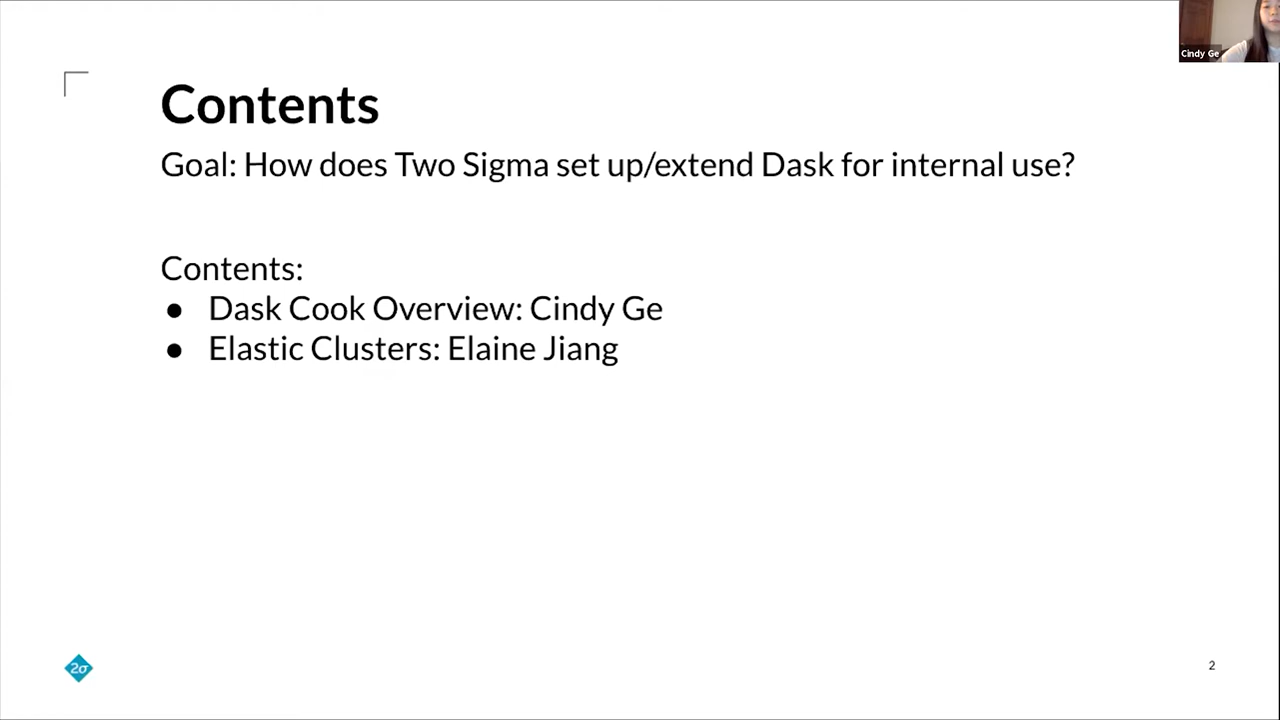 Cindy Ge
Contents
Goal: How does Two Sigma set up/extend Dask for internal use?
Contents:
● Dask Cook Overview: Cindy Ge
● Elastic Clusters: Elaine Jiang
2σ
2